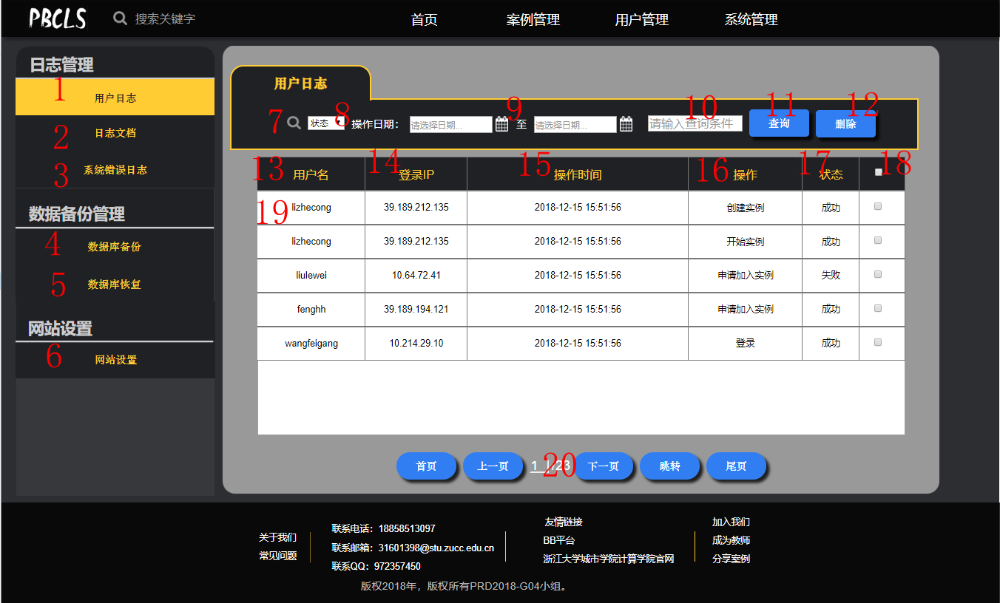 PBCLS 搜索关键字 首页 案例管理 用户管理 系统管理
日志管理
1 用户日志
2 日志文档
3 系统错误日志
数据备份管理
4 数据库备份
5 数据库恢复
网站设置
6 网站设置
用户日志
7 状态 8 操作日期： 请选择日期... 9 至 请选择日期... 请输入查询条件 10 查询 11 删除 12
13 用户名 14 登录IP 15 操作时间 16 操作 17 状态 18
19 lizhecong 39.189.212.135 2018-12-15 15:51:56 创建实例 成功
lizhecong 39.189.212.135 2018-12-15 15:51:56 开始实例 成功
liulewei 10.64.72.41 2018-12-15 15:51:56 申请加入实例 失败
fenghh 39.189.194.121 2018-12-15 15:51:56 申请加入实例 成功
wangfeigang 10.214.29.10 2018-12-15 15:51:56 登录 成功
首页 上一页 1 /23 20 下一页 跳转 尾页
关于我们
常见问题
联系电话：18858513097
联系邮箱：31601398@stu.zucc.edu.cn
联系QQ：972357450
友情链接
BB平台
浙江大学城市学院计算学院官网
加入我们
成为教师
分享案例
版权2018年，版权所有PRD2018-G04小组。